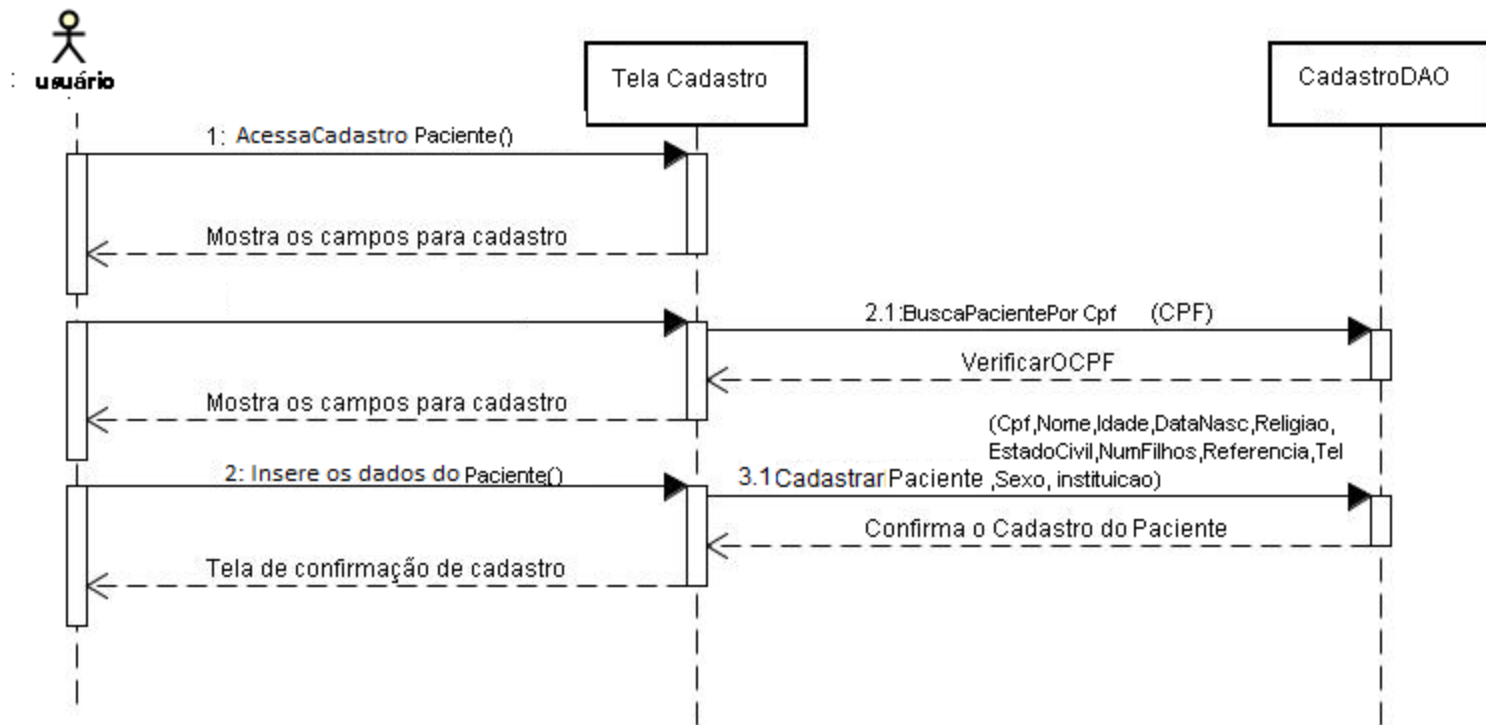 : usuário
Tela Cadastro
CadastroDAO
1: AcessaCadastro Paciente()
Mostra os campos para cadastro
2.1:BuscaPacientePor Cpf (CPF)
VerificarOCPF
Mostra os campos para cadastro
(Cpf,Nome,Idade,DataNasc,Religiao,
EstadoCivil,NumFilhos,Referencia,Tel
2: Insere os dados do Paciente()
3.1Cadastrar Paciente ,Sexo, instituicao)
Confirma o Cadastro do Paciente
Tela de confirmação de cadastro